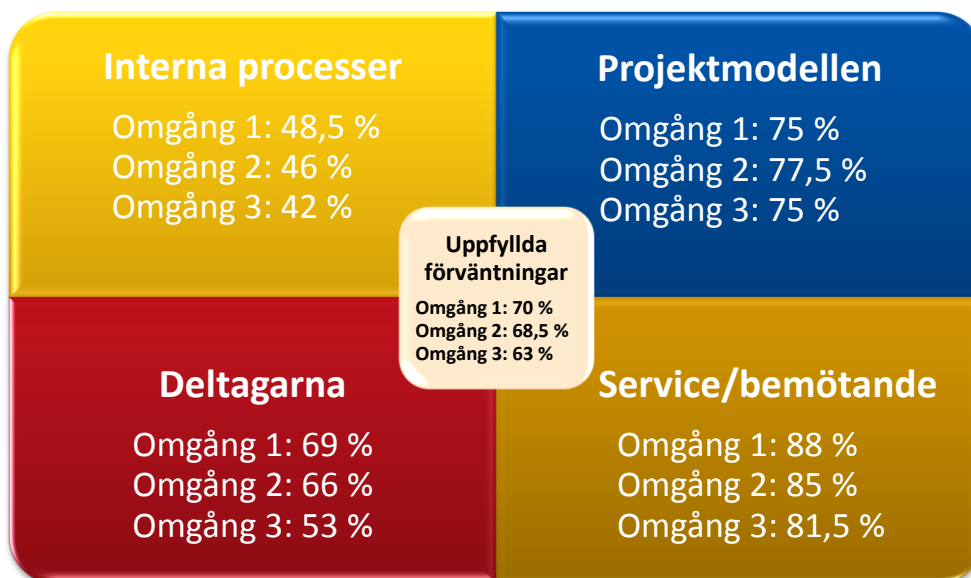 Interna processer
Omgång 1: 48,5 %
Omgång 2: 46 %
Omgång 3: 42 %
Projektmodellen
Omgång 1: 75 %
Omgång 2: 77,5 %
Omgång 3: 75 %
Uppfyllda
förväntningar
Omgång 1: 70 %
Omgång 2: 68,5 %
Omgång 3: 63 %
Deltagarna
Omgång 1: 69 %
Omgång 2: 66 %
Omgång 3: 53 %
Service/bemötande
Omgång 1: 88 %
Omgång 2: 85 %
Omgång 3: 81,5 %